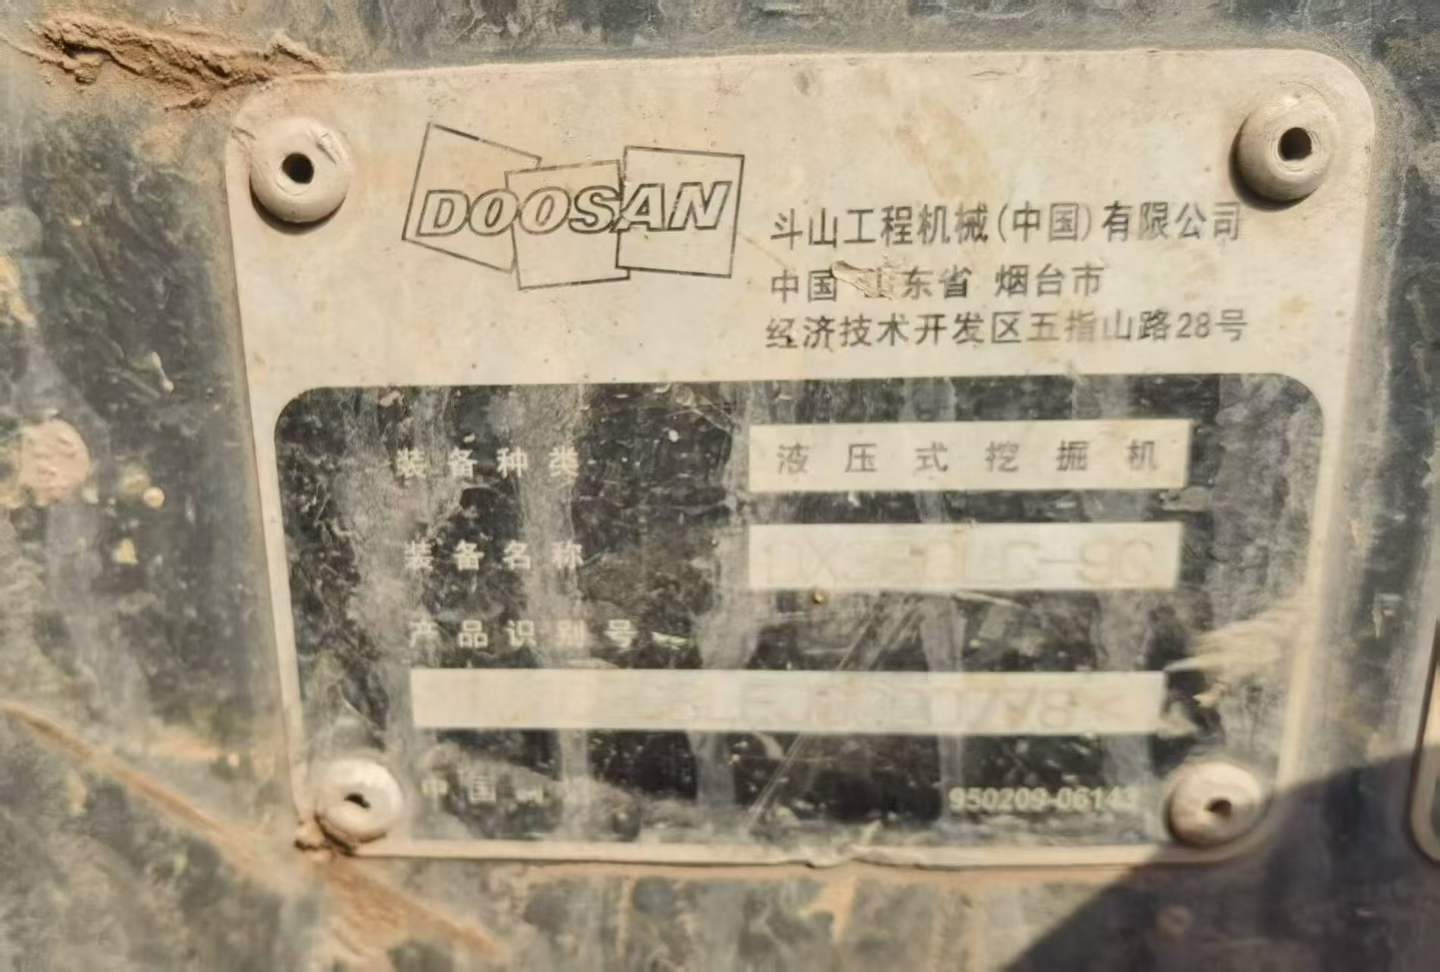 DOOSAN
斗山工程机械(中国)有限公司
中国 山东省 烟台市
经济技术开发区五指山路28号
装备种类 液压式挖掘机
装备名称
产品识别号
中国
950209-06143